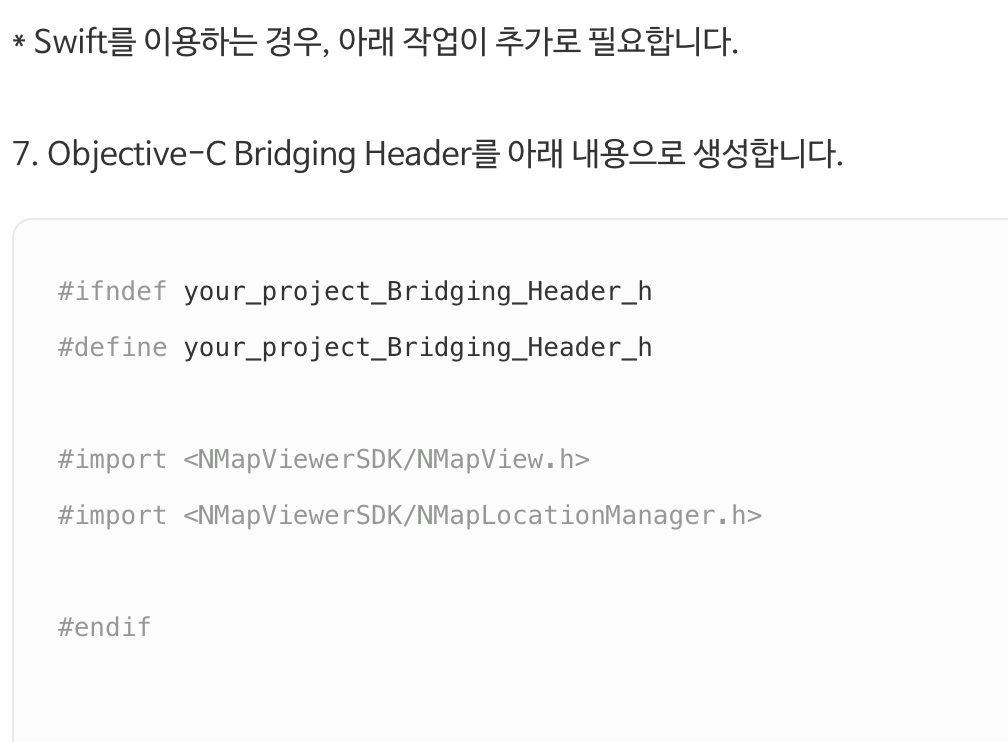 * Swift를 이용하는 경우, 아래 작업이 추가로 필요합니다.
7. Objective-C Bridging Header를 아래 내용으로 생성합니다.
#ifndef your_project_Bridging_Header_h
#define your_project_Bridging_Header_h
#import <NMapViewerSDK/NMapView.h>
#import <NMapViewerSDK/NMapLocationManager.h>
#endif